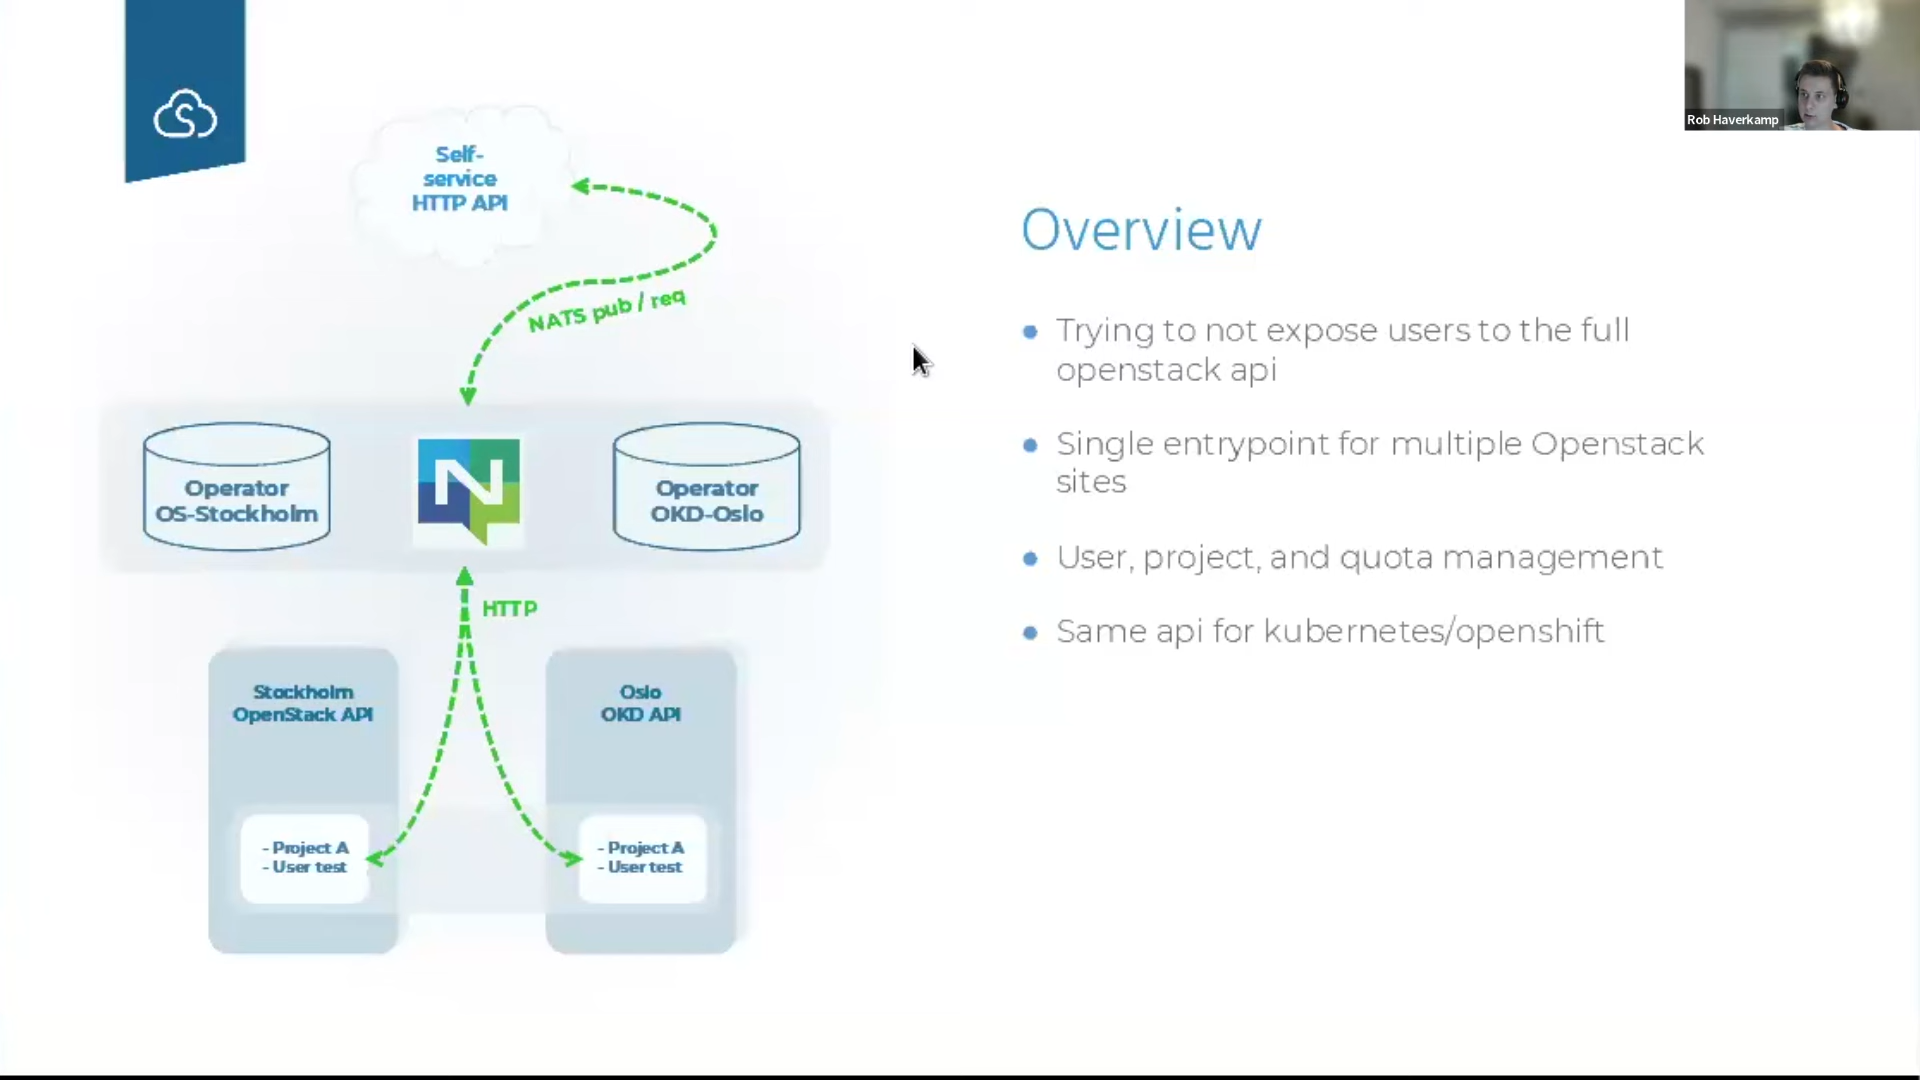 Rob Haverkamp
Self-
service
HTTP API
NATS pub / req
Operator
OS-Stockholm
N
Operator
OKD-Oslo
HTTP
Stockholm
OpenStack API
Oslo
OKD API
- Project A
- User test
- Project A
- User test
Overview
Trying to not expose users to the full
openstack api
Single entrypoint for multiple Openstack
sites
User, project, and quota management
Same api for kubernetes/openshift